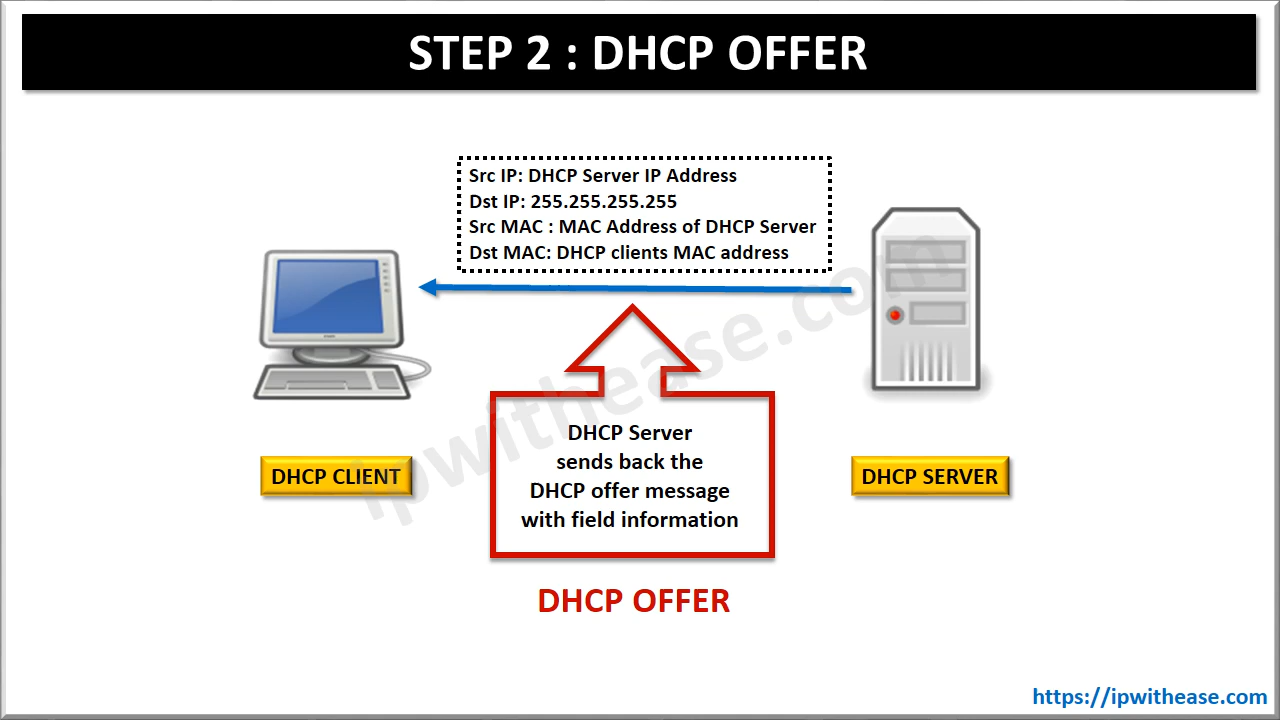 STEP 2 : DHCP OFFER
Src IP: DHCP Server IP Address
Dst IP: 255.255.255.255
Src MAC : MAC Address of DHCP Server
Dst MAC: DHCP clients MAC address
ipwithease.com
DHCP Server
sends back the
DHCP offer message
with field information
DHCP CLIENT
DHCP SERVER
DHCP OFFER
https://ipwithease.com